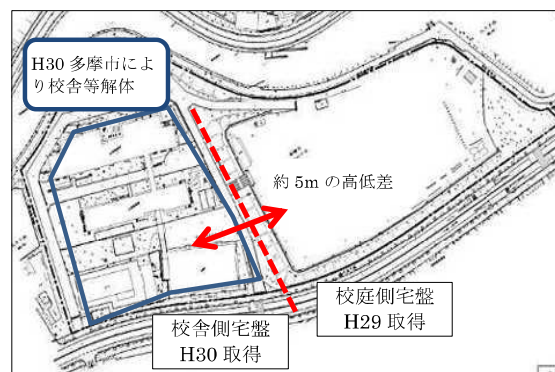 H30 多摩市によ
り校舎等解体
約 5m の高低差
校庭側宅盤
H29 取得
校舎側宅盤
H30 取得